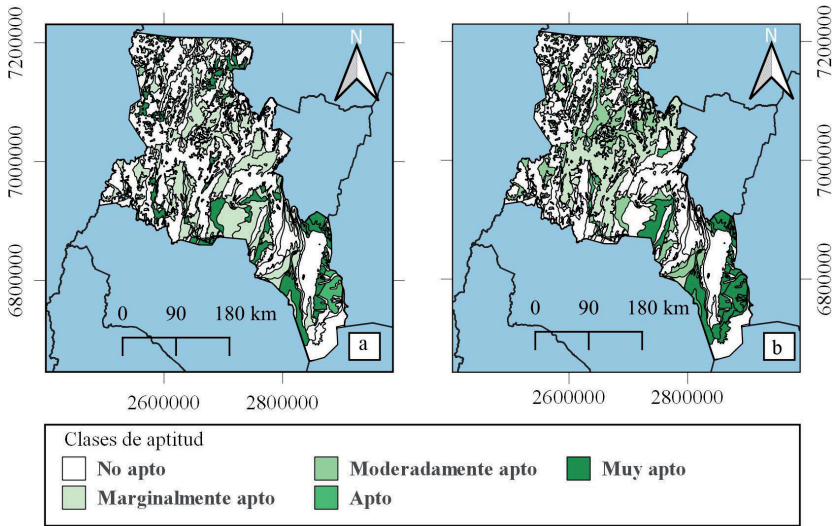 N
7200000
7000000
6800000
0 90 180 km
a
2600000 2800000
N
7200000
7000000
6800000
0 90 180 km
b
2600000 2800000
Clases de aptitud
No apto
Marginalmente apto
Moderadamente apto
Apto
Muy apto